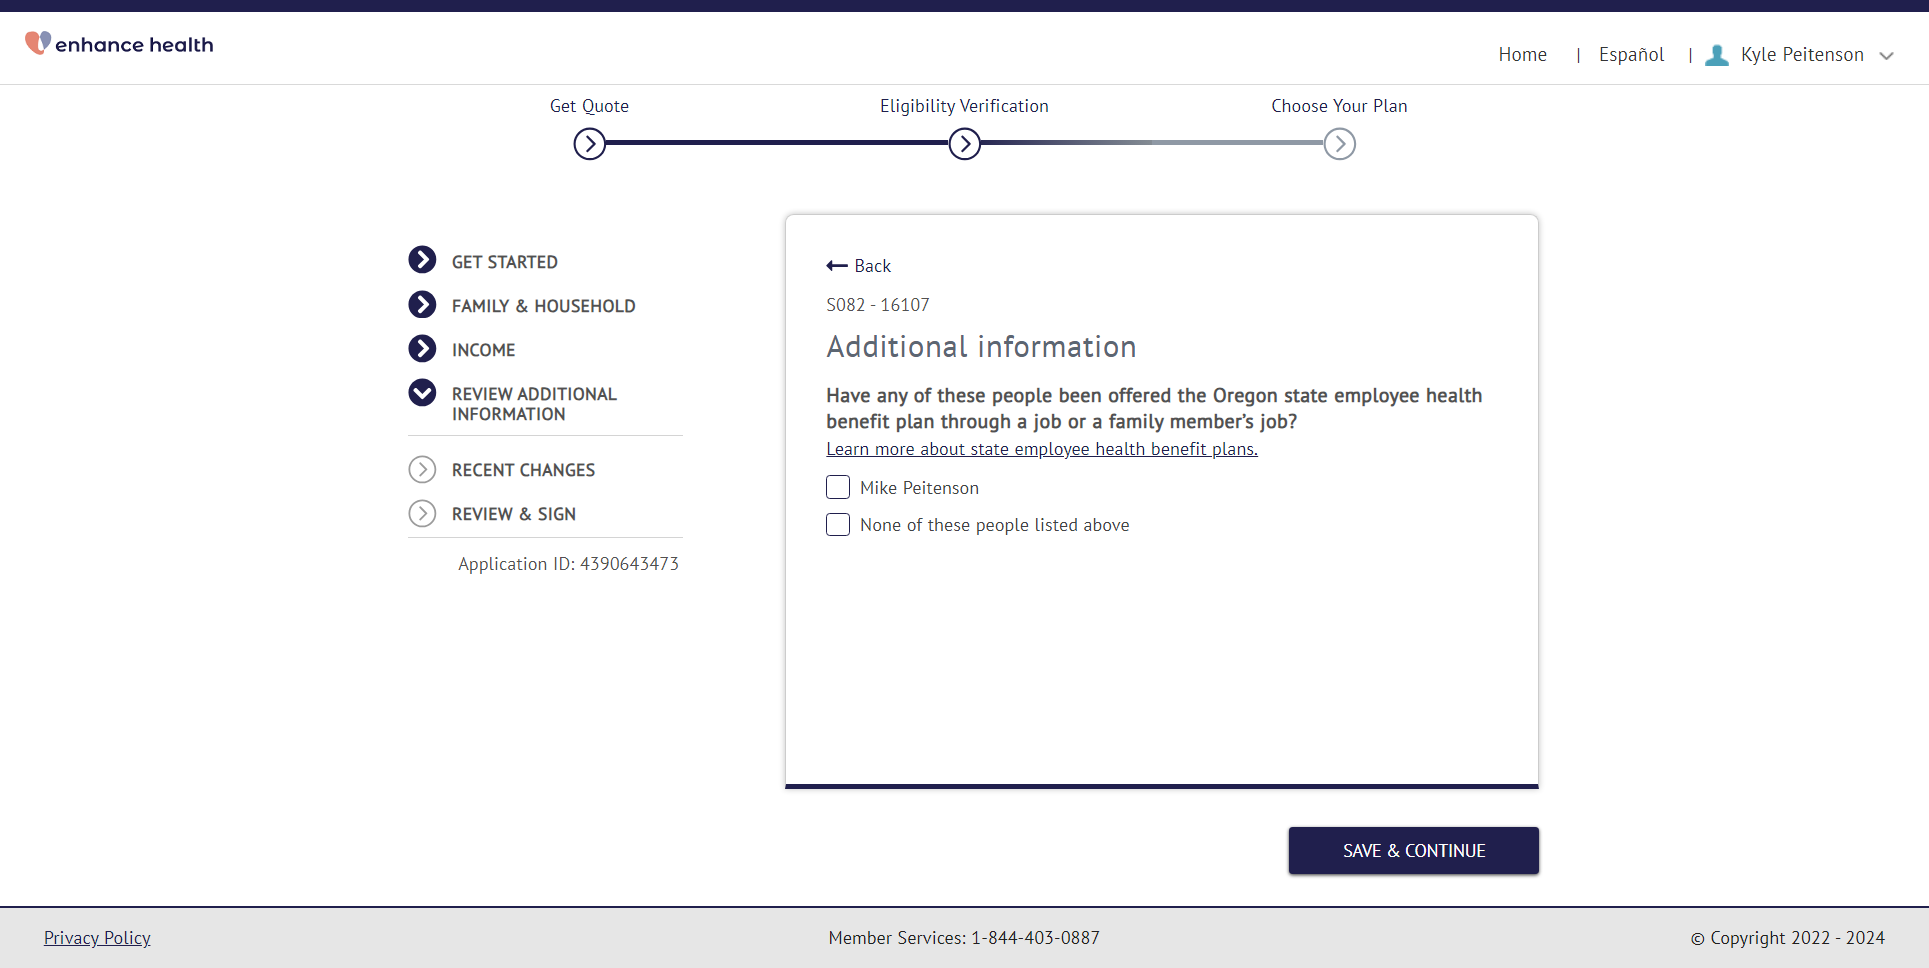 enhance health
Home | Español | Kyle Peitenson
Get Quote
Eligibility Verification
Choose Your Plan
GET STARTED
FAMILY & HOUSEHOLD
INCOME
REVIEW ADDITIONAL
INFORMATION
RECENT CHANGES
REVIEW & SIGN
Application ID: 4390643473
Back
S082 - 16107
Additional information
Have any of these people been offered the Oregon state employee health
benefit plan through a job or a family member’s job?
Learn more about state employee health benefit plans.
Mike Peitenson
None of these people listed above
SAVE & CONTINUE
Privacy Policy
Member Services: 1-844-403-0887
© Copyright 2022 - 2024